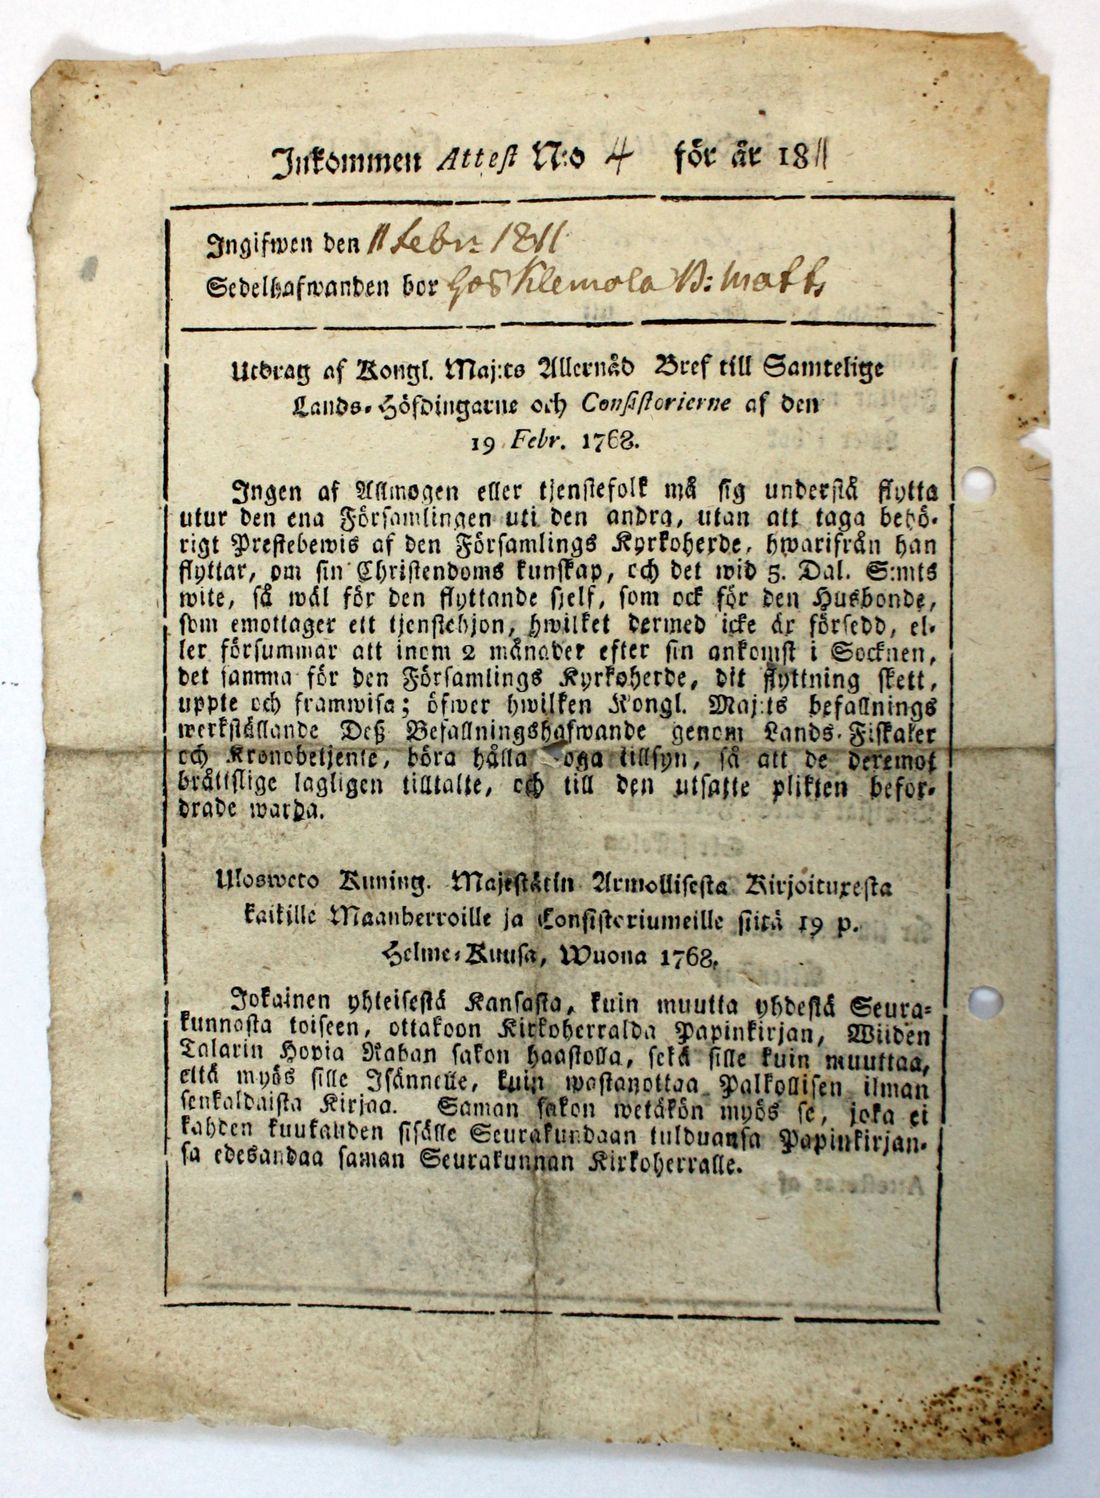 Inkommen Attest N:o 4 för år 1811
Ingifwen den 11 Febr: 1811
Sedelhafwanden bor hos Klemola B: Matts
Utdrag af Kongl. Maj:ts Allernåd Bref till Samtelige
Lands-Höfdingarne och Consistorierne af den
19 Febr. 1768.
Ingen af Allmogen eller tjenstefolk må sig understå flytta
utur den ena Församlingen uti den andra, utan att taga behö-
rigt Prestebewis af den Församlings Kyrkoherde, hwarifrån han
flyttar, om sin Christendoms kunskap, och det wid 5. Dal. S:mts
wite, så wäl för den flyttande sjelf, som ock för den Husbonde,
som emottager ett tjenstehjon, hwilket dermed icke är försedd, el-
ler försummar att inom 2 månader efter sin ankomst i Socknen,
det samma för den Församlings Kyrkoherde, dit flyttning skett,
uppte och framwisa; öfwer hwilken Kongl. Maj:ts befallnings
werkställande Deß Befallningshafwande genom Lands-Fiskaler
och Kronobetjente, böra hålla noga tillsyn, så att de deremot
bråttslige lagligen tilltalte, och till den utsatte plikten befor-
drade warda.
Ulosweto Kuning. Majestätin Armollisesta Kirjoituxesta
kaikille Maanherroille ja Consistoriumeille siitä 19 p.
Helme-Kuusa, Wuona 1768.
Jokainen yhteisestä Kansasta, kuin muutta yhdestä Seura-
kunnasta toiseen, ottakoon Kirkoherralda Papinkirjan, Wiiden
Talarin Hopia Rahan sakon haastolla, sekä sille kuin muuttaa,
että myös sille Isännelle, kuin wastanottaa Palkollisen ilman
senkaldaista Kirjaa. Saman sakon wetäkön myös se, joka ei
kahden kuukauden sisälle Seurakundaan tulduansa Papinkirjan-
sa edesandaa saman Seurakunnan Kirkoherralle.